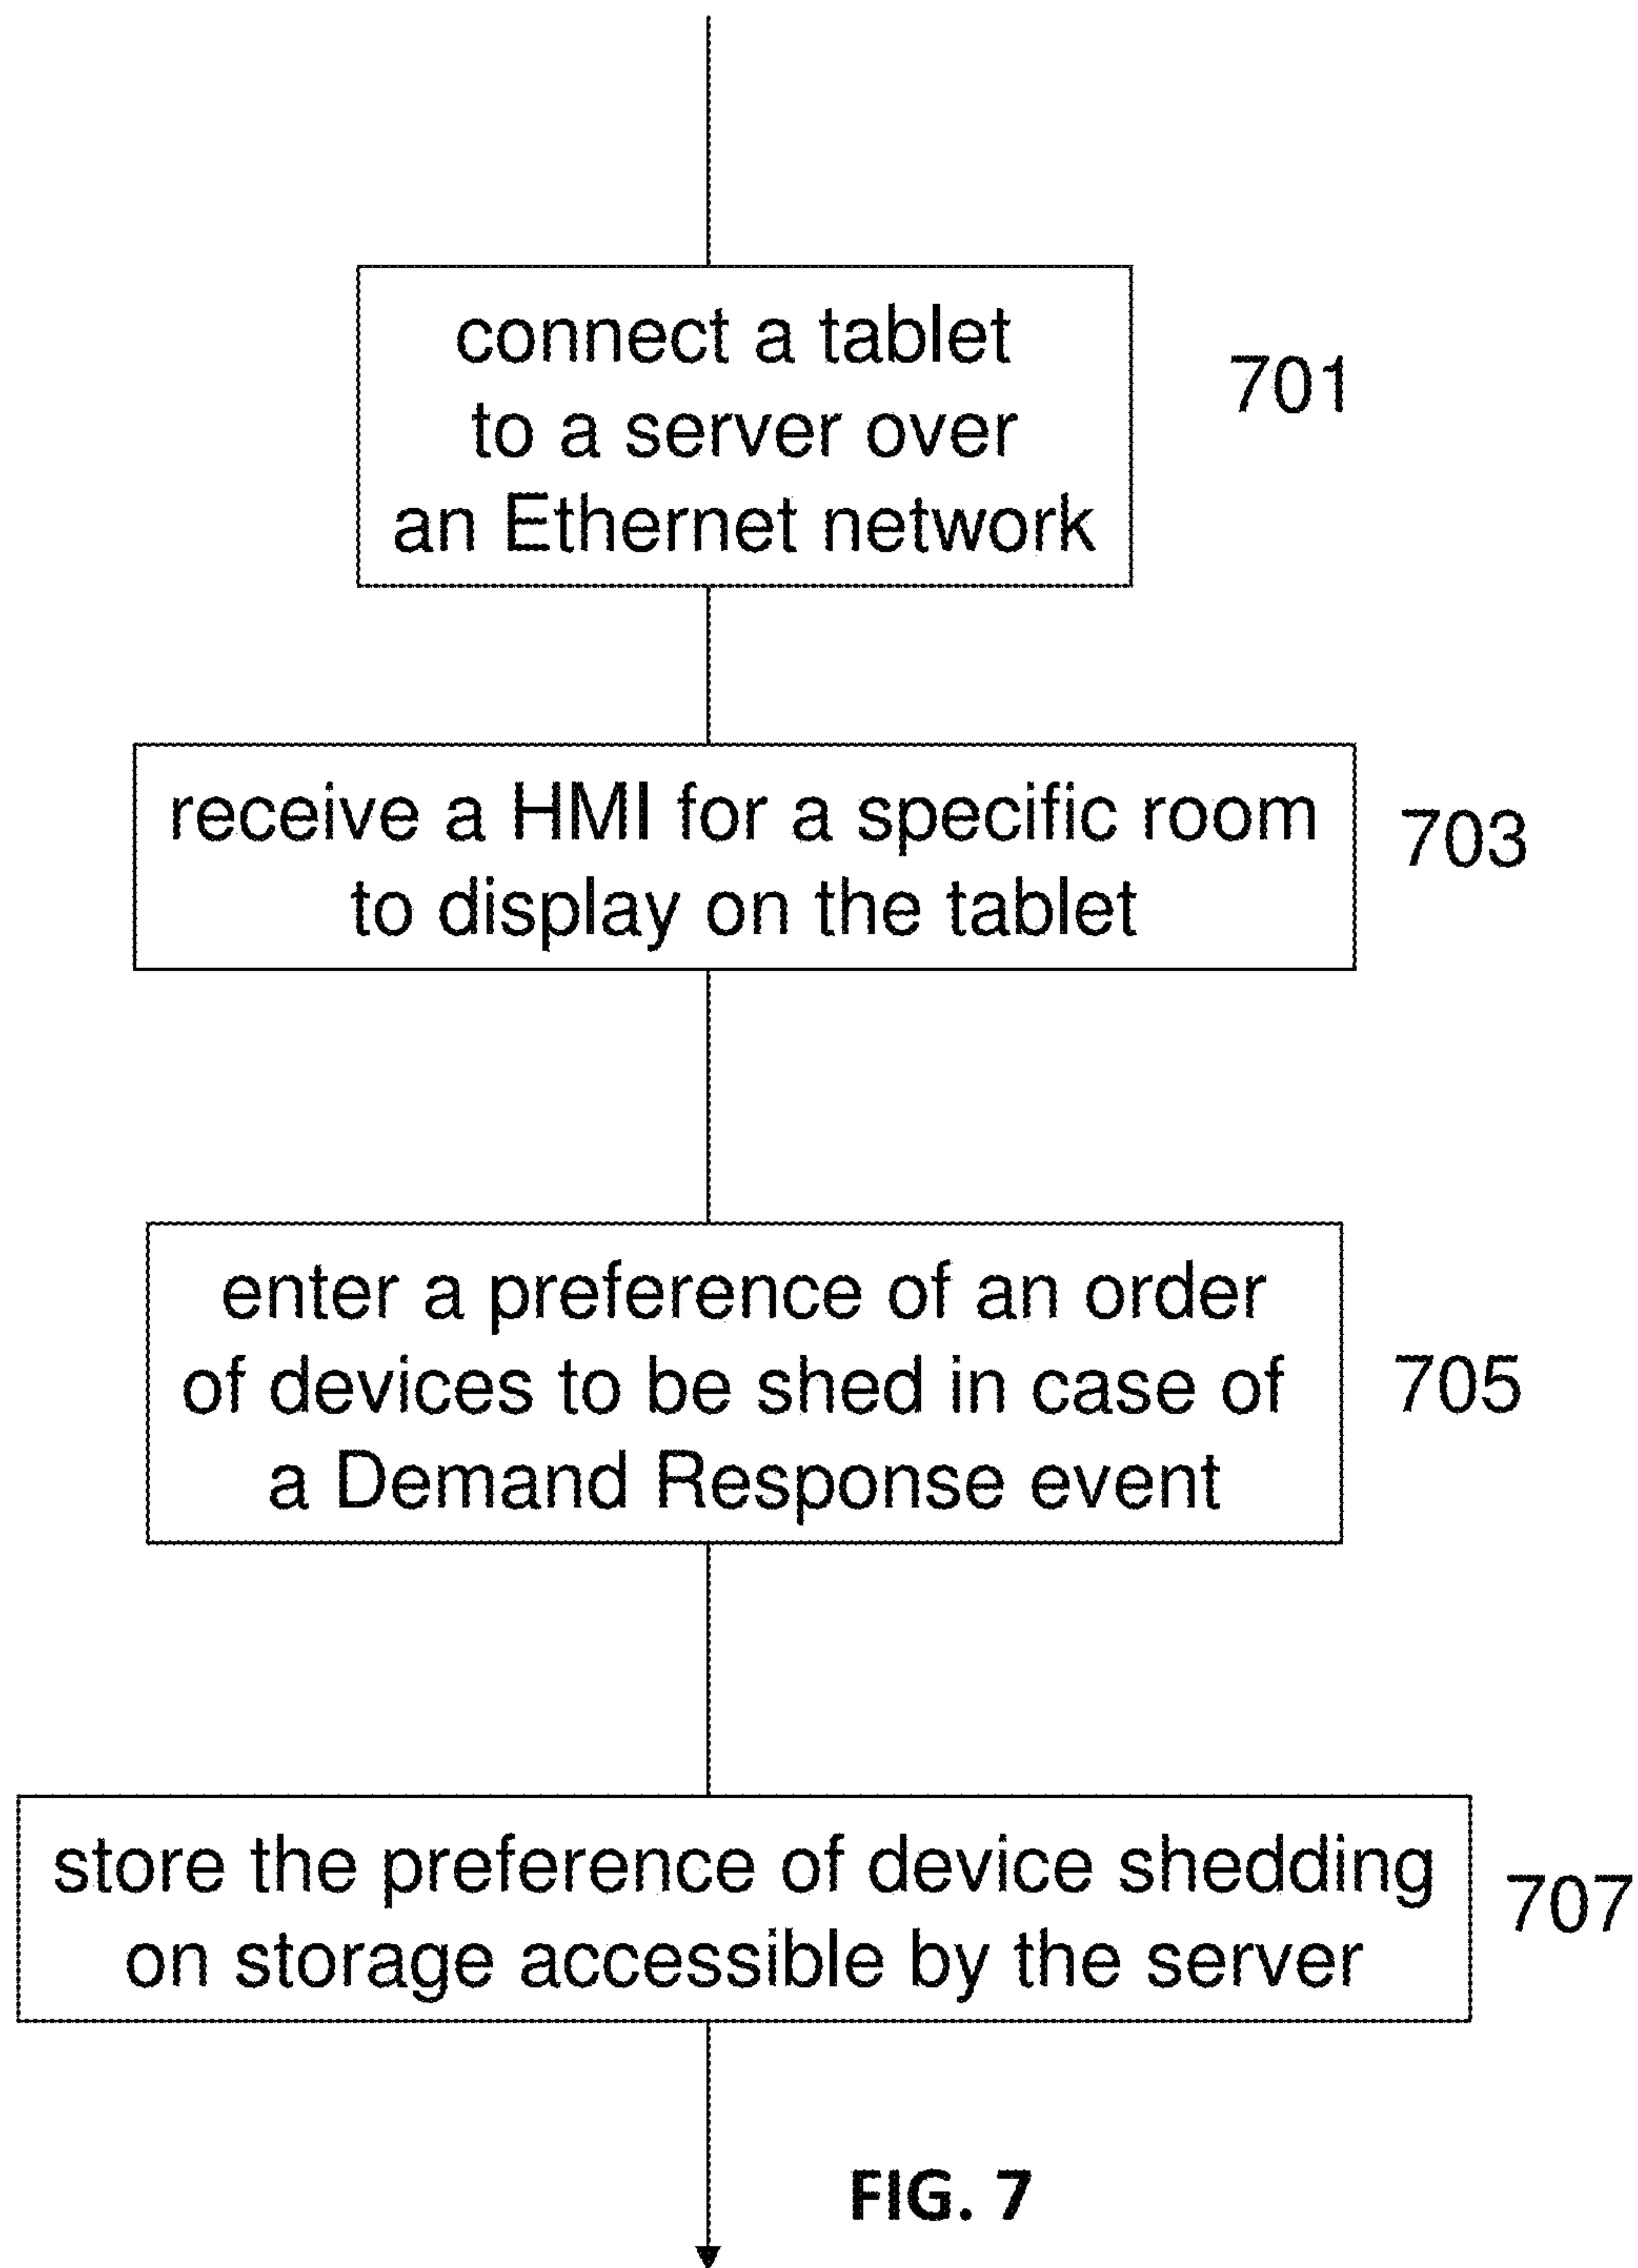 connect a tablet
to a server over
an Ethernet network
701
receive a HMI for a specific room
to display on the tablet
703
enter a preference of an order
of devices to be shed in case of
a Demand Response event
705
store the preference of device shedding
on storage accessible by the server
707
FIG. 7